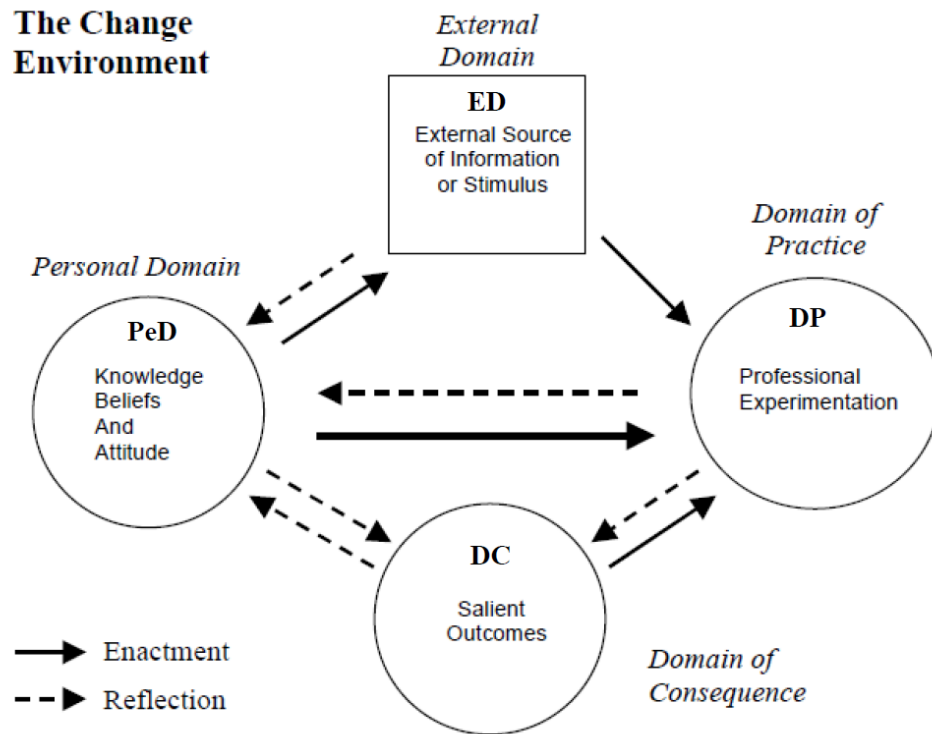 The Change
Environment
External
Domain
ED
External Source
of Information
or Stimulus
Domain of
Practice
Personal Domain
PeD
Knowledge
Beliefs
And
Attitude
DP
Professional
Experimentation
DC
Salient
Outcomes
Domain of
Consequence
Enactment
Reflection